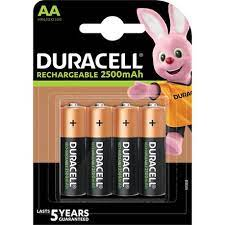 AA
DURACELL
RECHARGEABLE 2500mAh
DURACELL
DURACELL
DURACELL
DURACELL
LASTS 5 YEARS
GUARANTEED